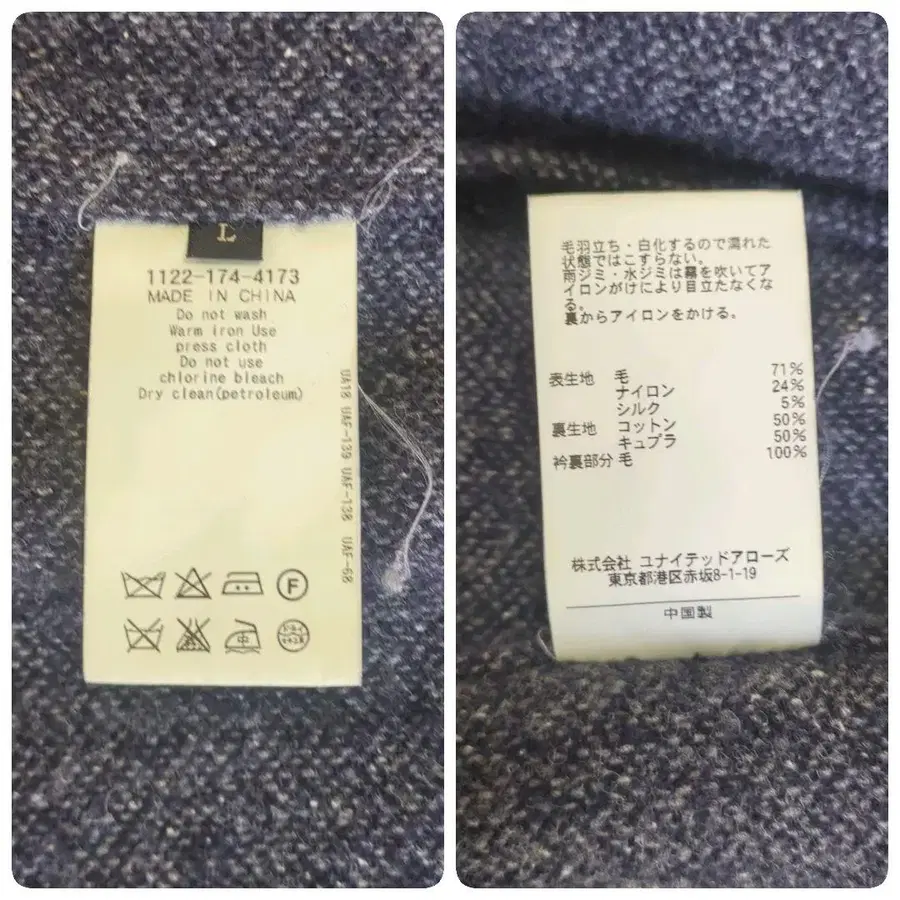 L
1122-174-4173
MADE IN CHINA
Do not wash
Warm iron Use
press cloth
Do not use
chlorine bleach
Dry clean(petroleum)
UA10 UAF-139 UAF-130 UAF-68
F
中
毛羽立ち・白化するので濡れた
状態ではこすらない。
雨ジミ・水ジミは霧を吹いてア
イロンがけにより目立たなくな
る。
裏からアイロンをかける。
表生地 毛 71%
ナイロン 24%
シルク 5%
裏生地 コットン 50%
キュプラ 50%
衿裏部分 毛 100%
株式会社 ユナイテッドアローズ
東京都港区赤坂8-1-19
中国製